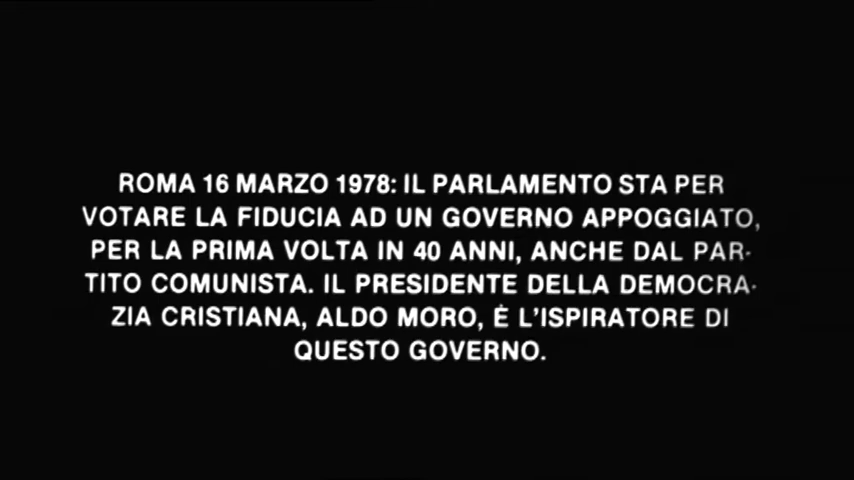 ROMA 16 MARZO 1978: IL PARLAMENTO STA PER
VOTARE LA FIDUCIA AD UN GOVERNO APPOGGIATO,
PER LA PRIMA VOLTA IN 40 ANNI, ANCHE DAL PAR-
TITO COMUNISTA. IL PRESIDENTE DELLA DEMOCRA-
ZIA CRISTIANA, ALDO MORO, È L'ISPIRATORE DI
QUESTO GOVERNO.